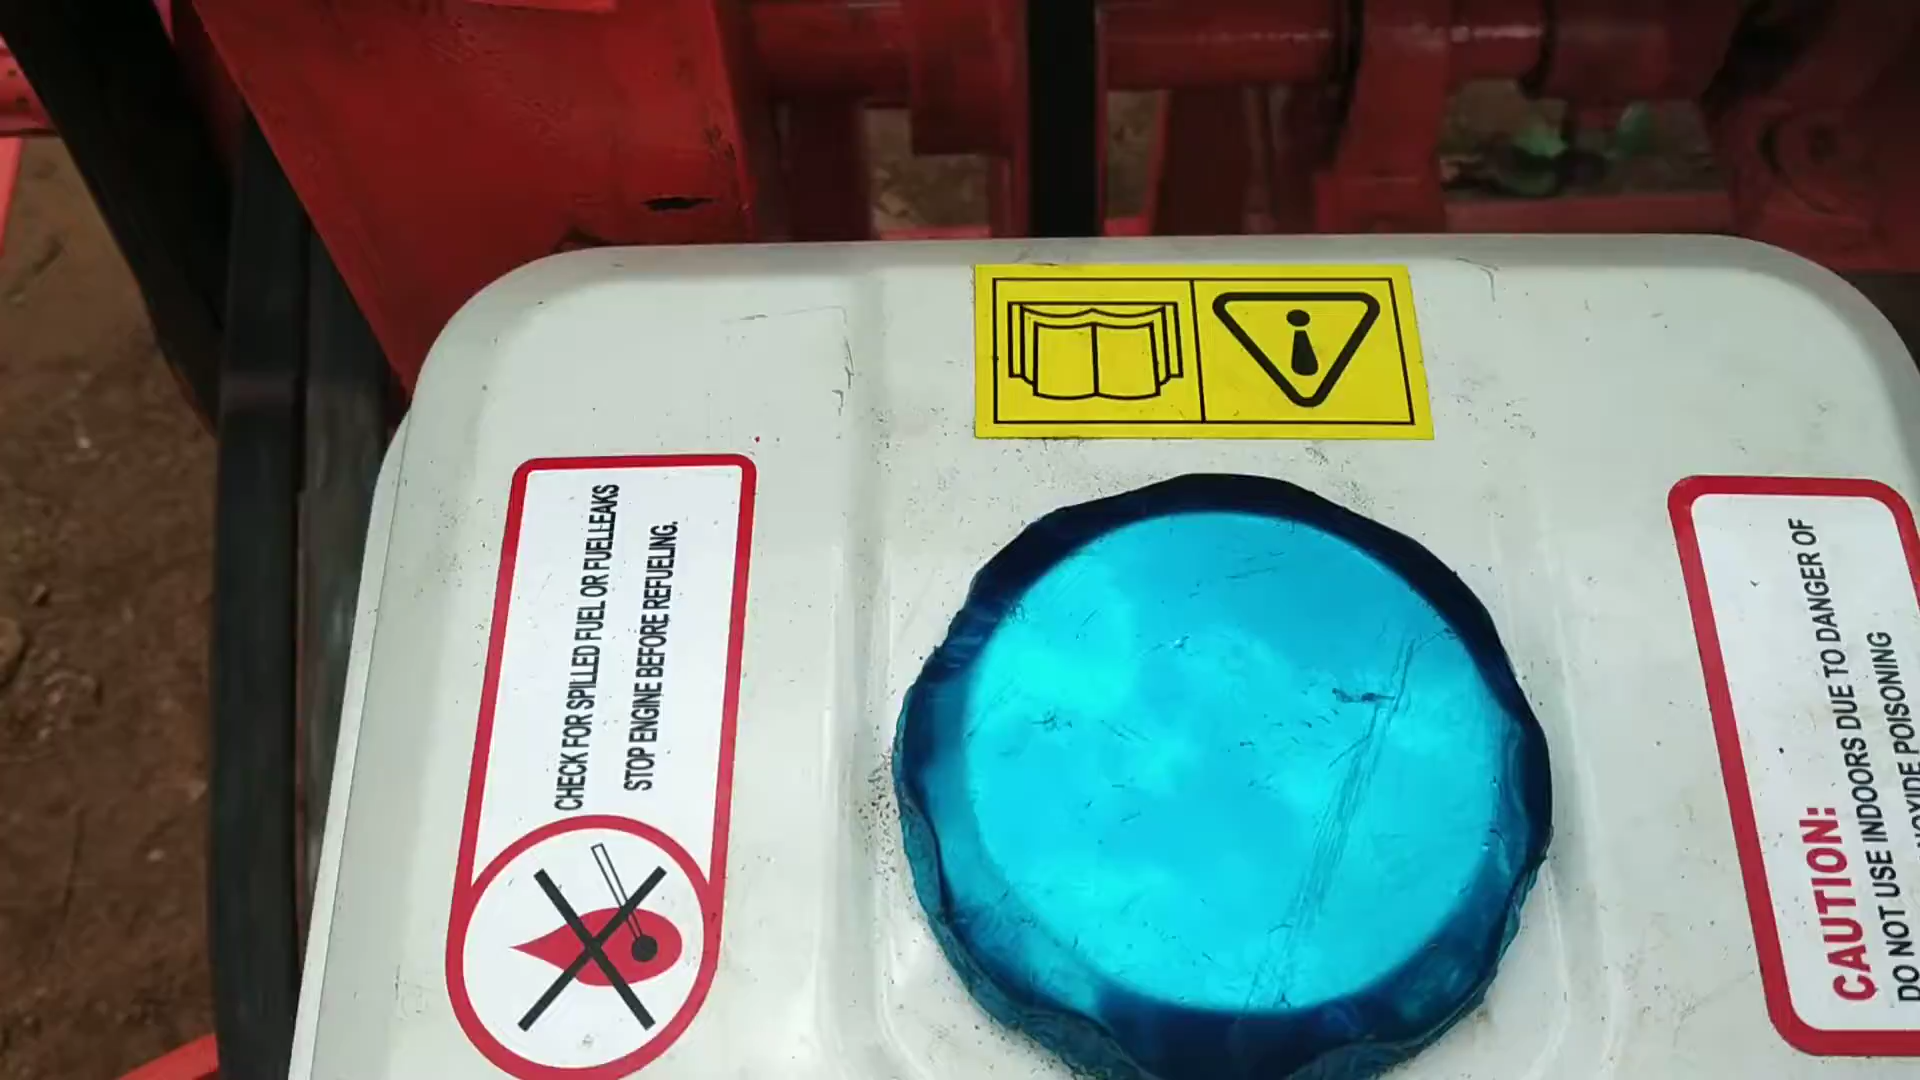 CHECK FOR SPILLED FUEL OR FUELLEAKS
STOP ENGINE BEFORE REFUELING.
CAUTION:
DO NOT USE INDOORS DUE TO DANGER OF
POISONING